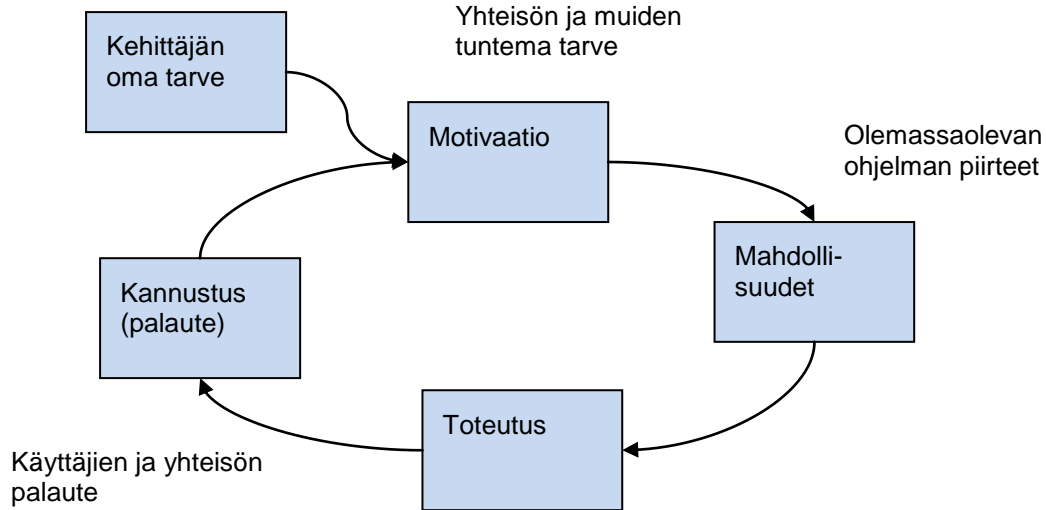 Yhteisön ja muiden
tuntema tarve
Kehittäjän
oma tarve
Motivaatio
Olemassaolevan
ohjelman piirteet
Mahdolli-
suudet
Kannustus
(palaute)
Toteutus
Käyttäjien ja yhteisön
palaute